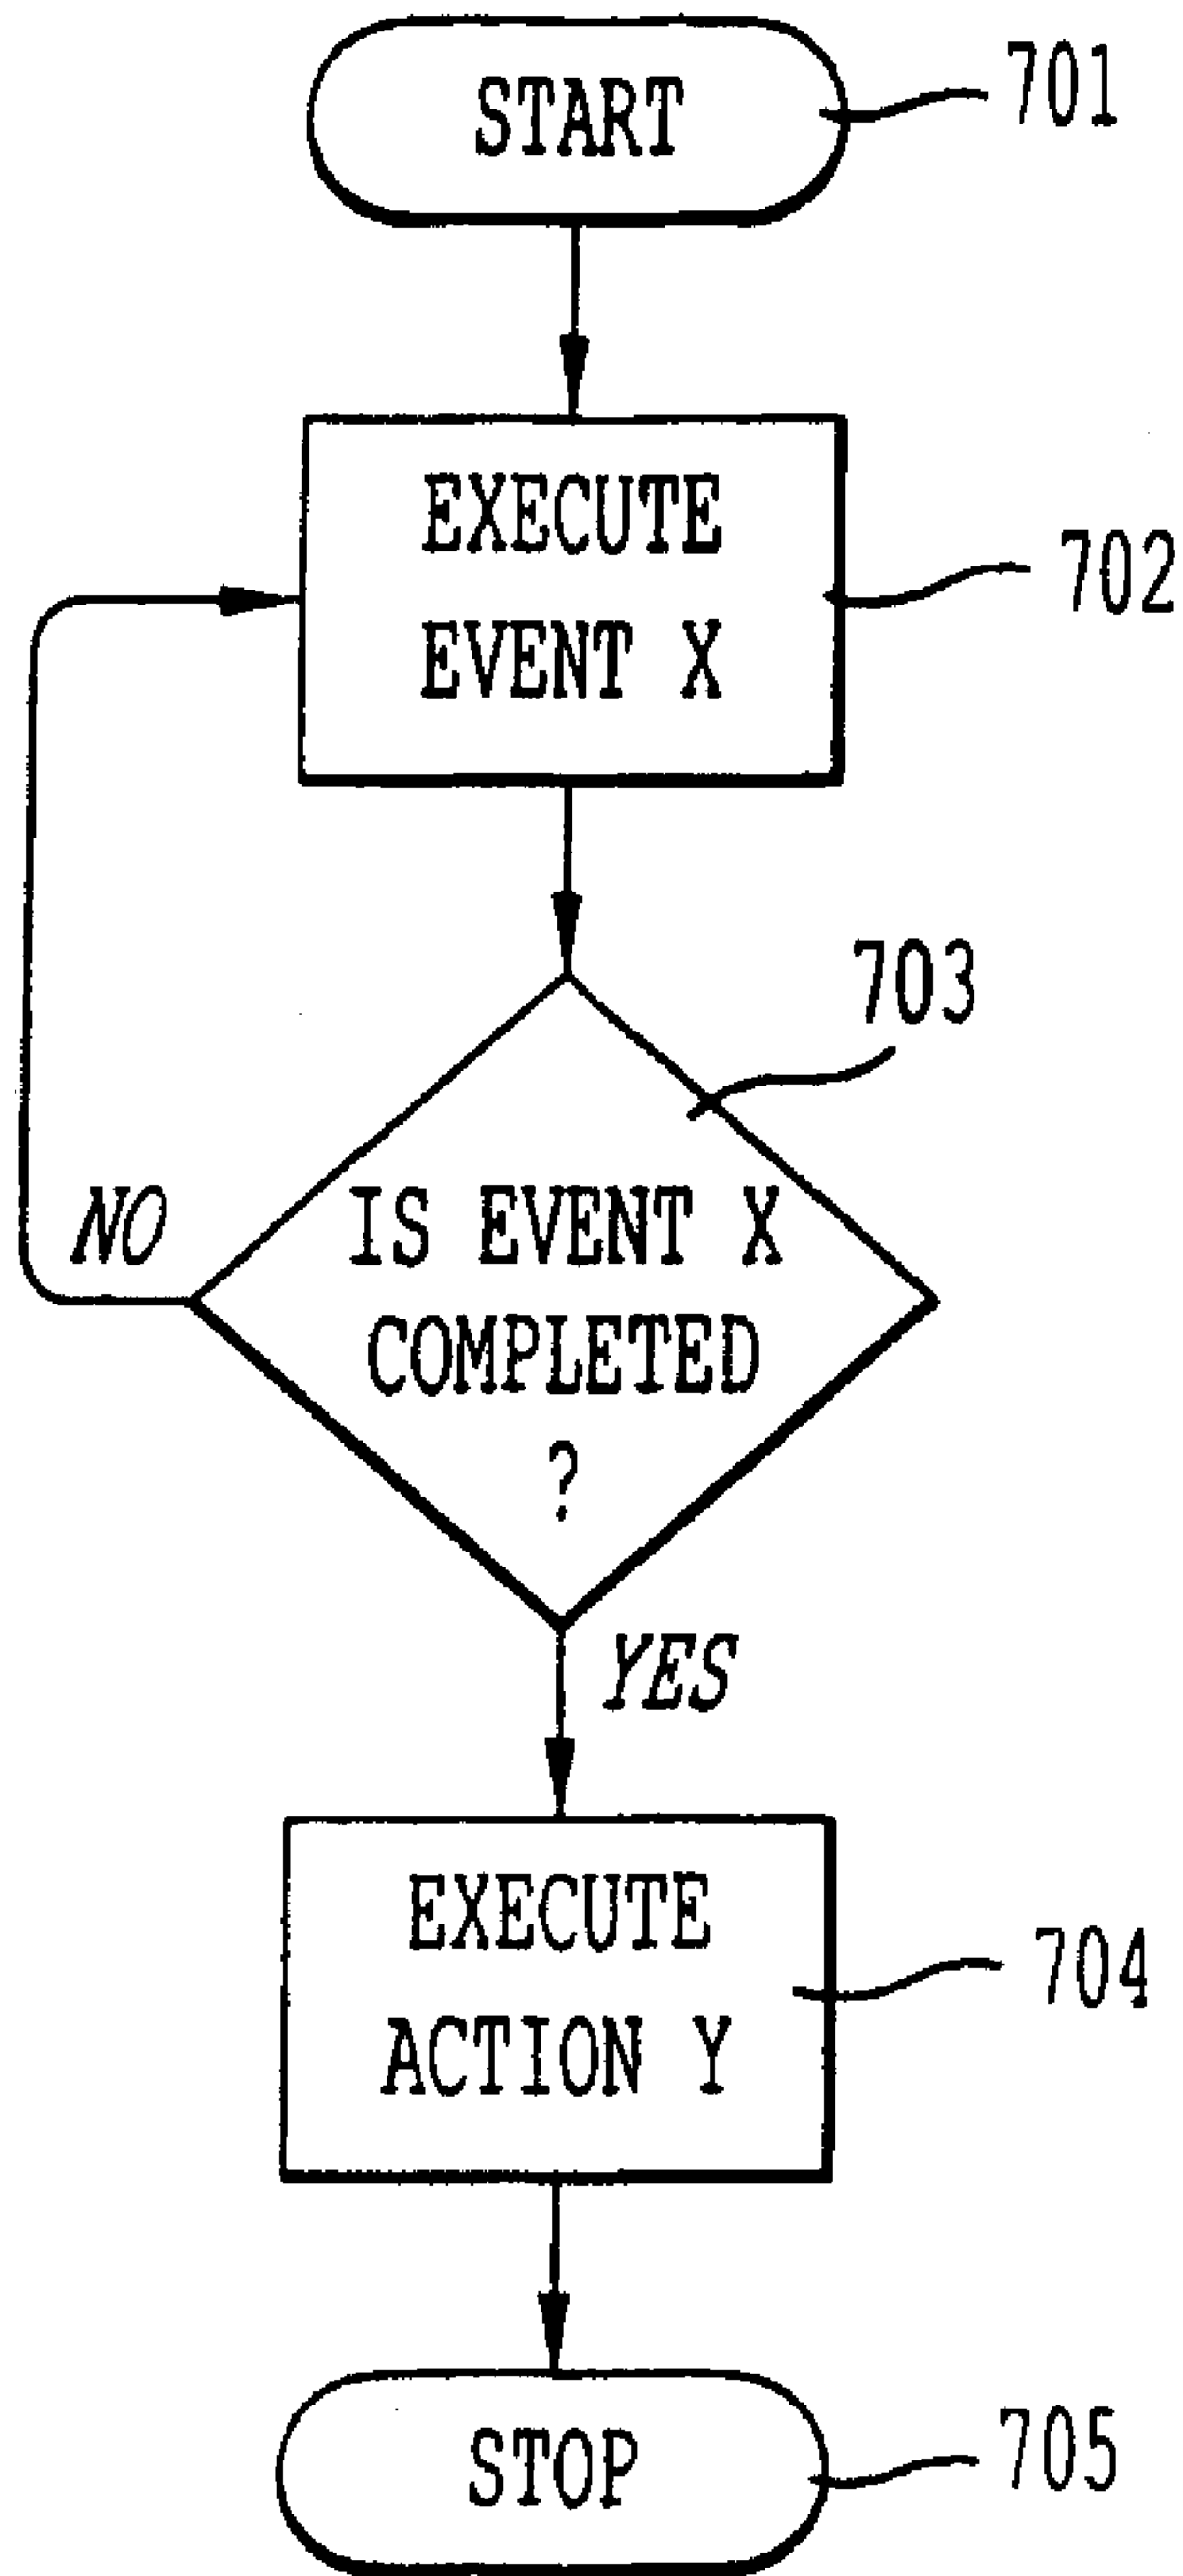 START
701
EXECUTE
EVENT X
702
703
IS EVENT X
COMPLETED
?
NO
YES
EXECUTE
ACTION Y
704
STOP
705